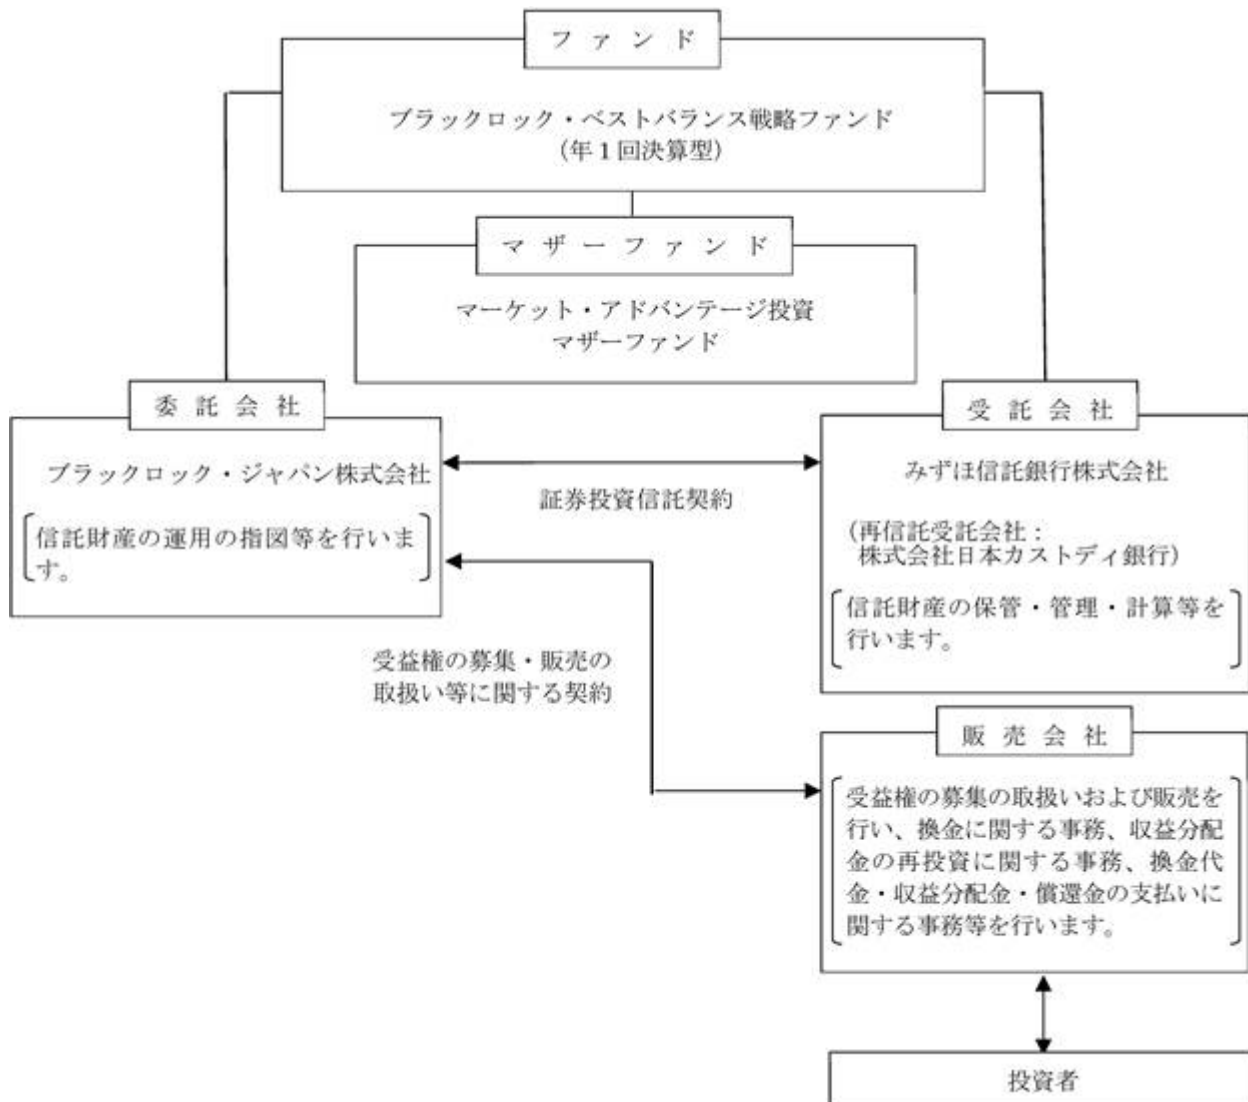 ファンド
ブラックロック・ベストバランス戦略ファンド
（年１回決算型）
マザーファンド
マーケット・アドバンテージ投資
マザーファンド
委託会社
ブラックロック・ジャパン株式会社
信託財産の運用の指図等を行いま
す。
証券投資信託契約
受託会社
みずほ信託銀行株式会社
（再信託受託会社：
株式会社日本カストディ銀行）
信託財産の保管・管理・計算等を
行います。
受益権の募集・販売の
取扱い等に関する契約
販売会社
受益権の募集の取扱いおよび販売を
行い、換金に関する事務、収益分配
金の再投資に関する事務、換金代
金・収益分配金・償還金の支払いに
関する事務等を行います。
投資者